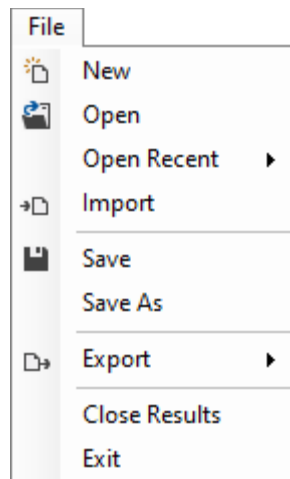 File
New
Open
Open Recent
Import
Save
Save As
Export
Close Results
Exit